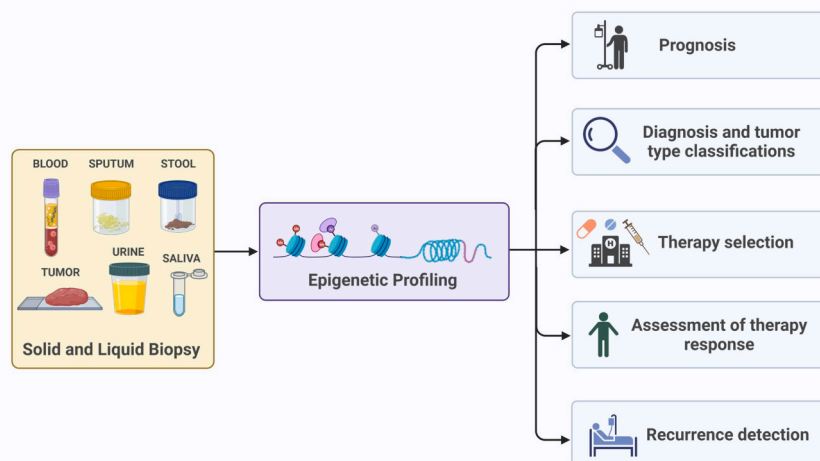 BLOOD SPUTUM STOOL
TUMOR URINE SALIVA
Solid and Liquid Biopsy
Epigenetic Profiling
Prognosis
Diagnosis and tumor
type classifications
H
Therapy selection
Assessment of therapy
response
Recurrence detection